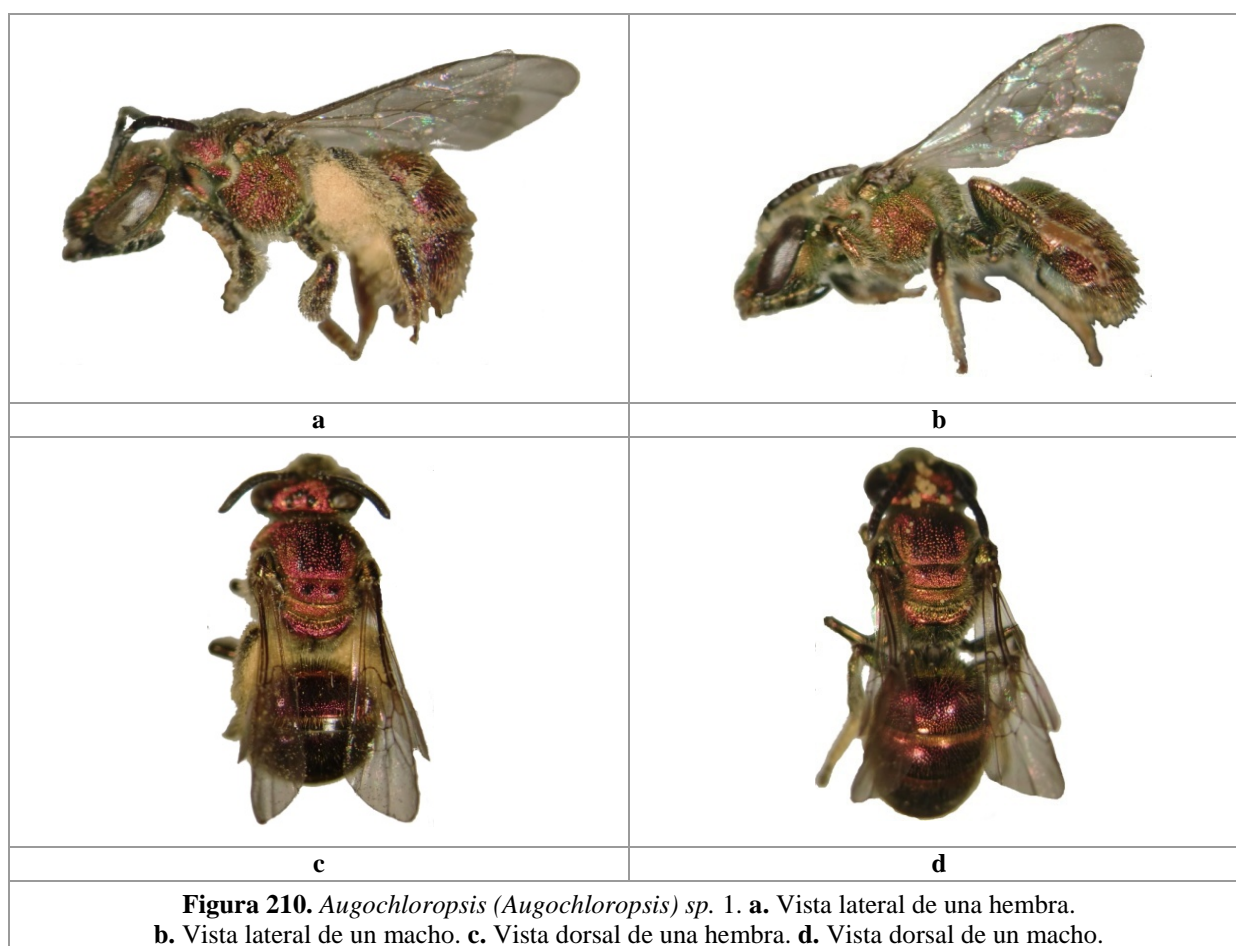 a
b
c
d
Figura 210. Augochloropsis (Augochloropsis) sp. 1. a. Vista lateral de una hembra.
b. Vista lateral de un macho. c. Vista dorsal de una hembra. d. Vista dorsal de un macho.